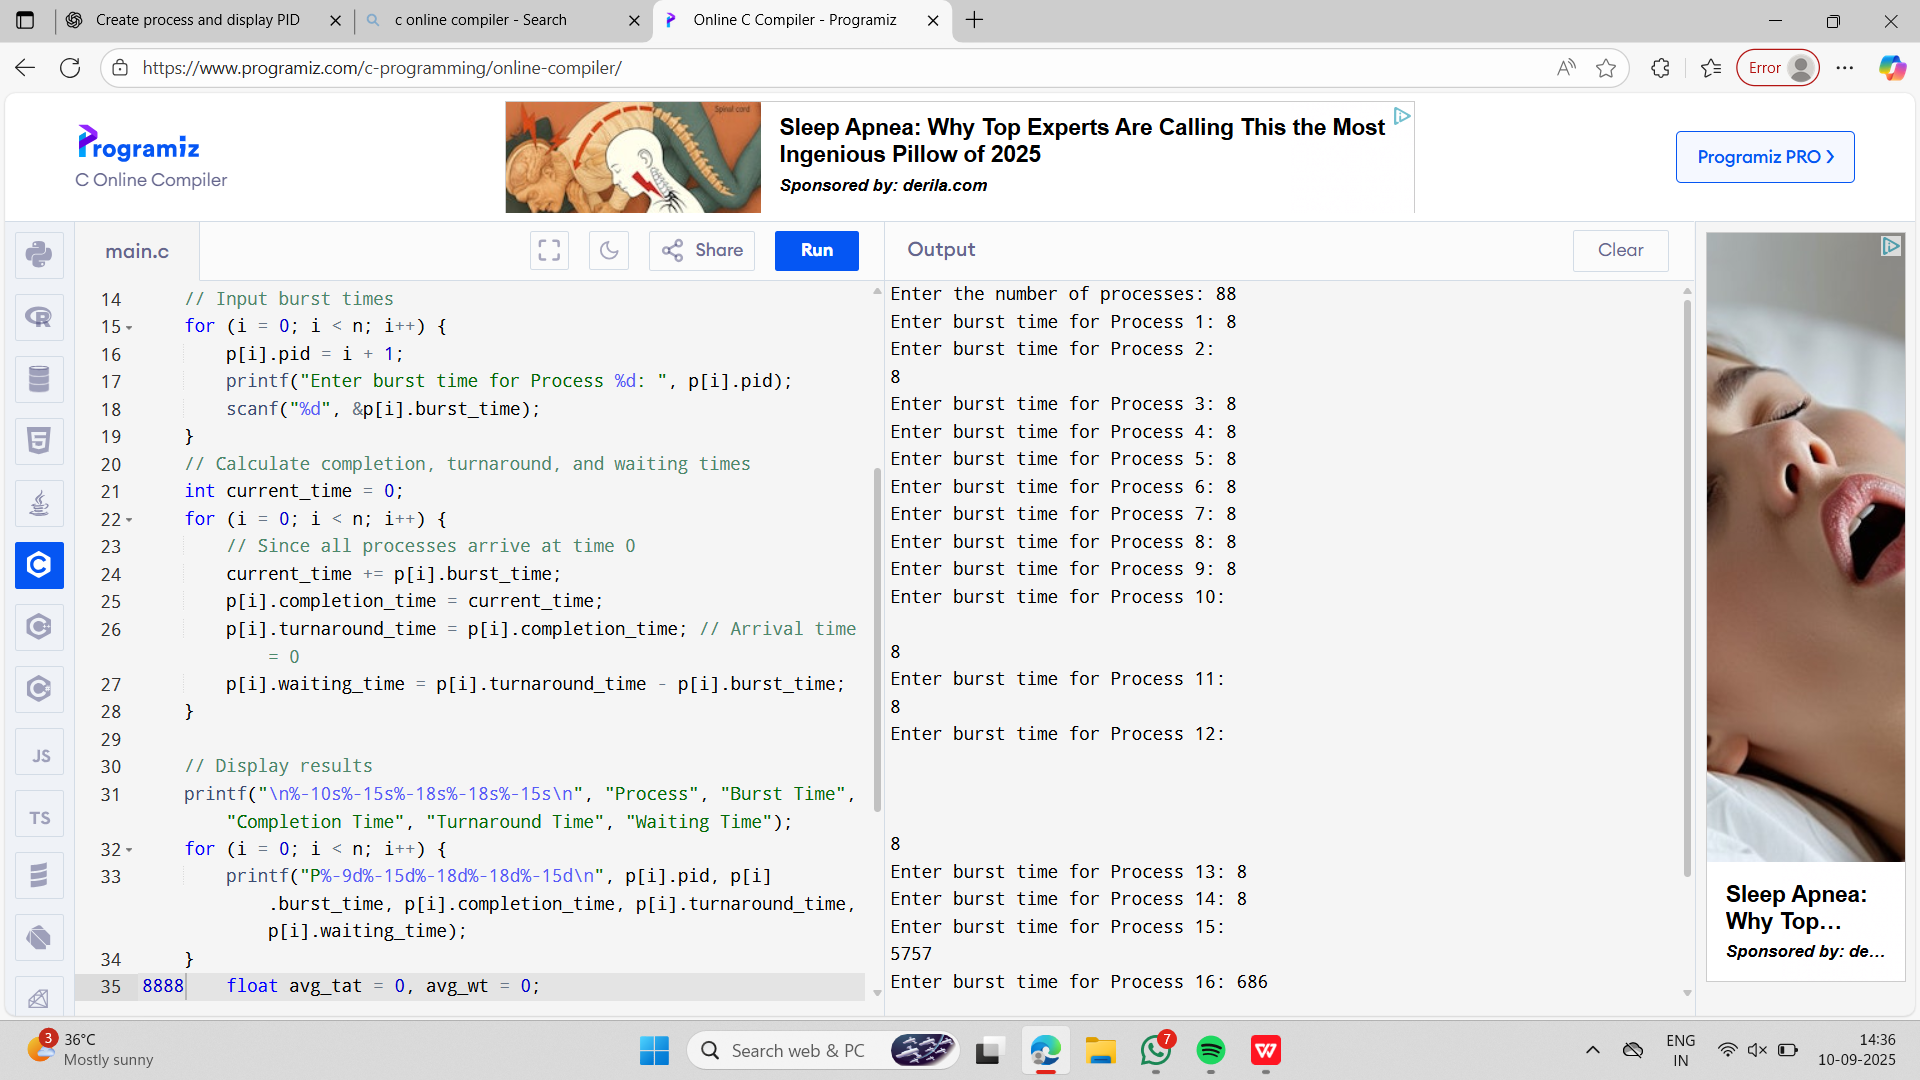 Create process and display PID
c online compiler - Search
Online C Compiler - Programiz
https://www.programiz.com/c-programming/online-compiler/
Error
Programiz
C Online Compiler
Spinal cord
Sleep Apnea: Why Top Experts Are Calling This the Most
Ingenious Pillow of 2025
Sponsored by: derila.com
Programiz PRO
main.c
Share
Run
Output
Clear
14 // Input burst times
15 for (i = 0; i < n; i++) {
16 p[i].pid = i + 1;
17 printf("Enter burst time for Process %d: ", p[i].pid);
18 scanf("%d", &p[i].burst_time);
19 }
20 // Calculate completion, turnaround, and waiting times
21 int current_time = 0;
22 for (i = 0; i < n; i++) {
23 // Since all processes arrive at time 0
24 current_time += p[i].burst_time;
25 p[i].completion_time = current_time;
26 p[i].turnaround_time = p[i].completion_time; // Arrival time
= 0
27 p[i].waiting_time = p[i].turnaround_time - p[i].burst_time;
28 }
29
30 // Display results
31 printf("\n%-10s%-15s%-18s%-18s%-15s\n", "Process", "Burst Time",
"Completion Time", "Turnaround Time", "Waiting Time");
32 for (i = 0; i < n; i++) {
33 printf("P%-9d%-15d%-18d%-18d%-15d\n", p[i].pid, p[i]
.burst_time, p[i].completion_time, p[i].turnaround_time,
p[i].waiting_time);
34 }
35 8888 float avg_tat = 0, avg_wt = 0;
Enter the number of processes: 88
Enter burst time for Process 1: 8
Enter burst time for Process 2:
8
Enter burst time for Process 3: 8
Enter burst time for Process 4: 8
Enter burst time for Process 5: 8
Enter burst time for Process 6: 8
Enter burst time for Process 7: 8
Enter burst time for Process 8: 8
Enter burst time for Process 9: 8
Enter burst time for Process 10:
8
Enter burst time for Process 11:
8
Enter burst time for Process 12:
8
Enter burst time for Process 13: 8
Enter burst time for Process 14: 8
Enter burst time for Process 15:
5757
Enter burst time for Process 16: 686
JS
TS
Sleep Apnea:
Why Top...
Sponsored by: de...
3
36°C
Mostly sunny
Search web & PC
7
ENG
IN
14:36
10-09-2025